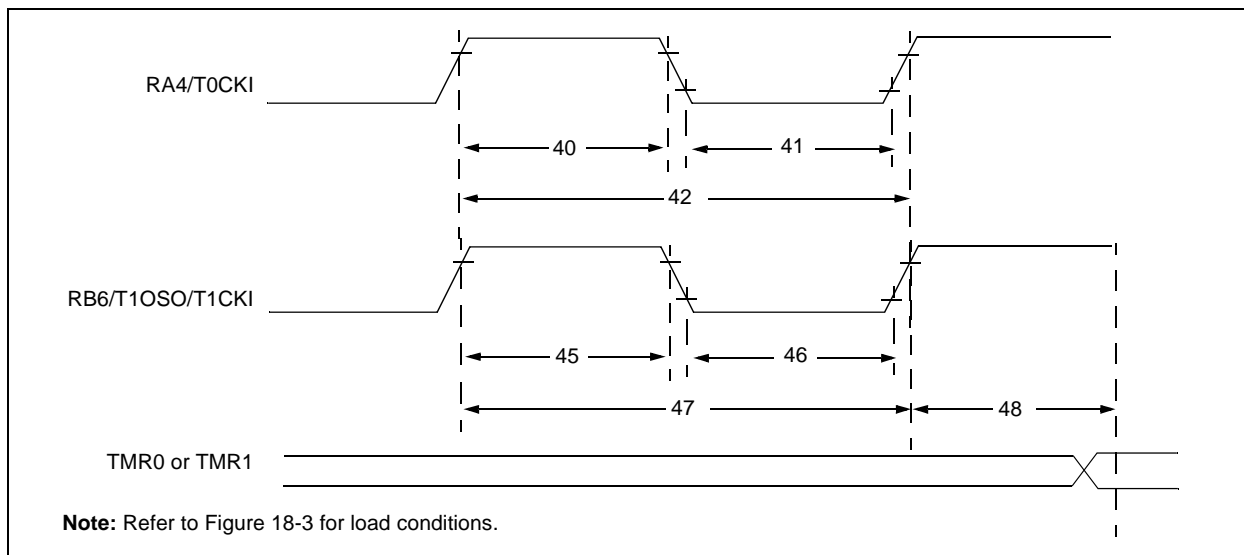 RA4/T0CKI
40
41
42
RB6/T1OSO/T1CKI
45
46
47
48
TMR0 or TMR1
Note: Refer to Figure 18-3 for load conditions.